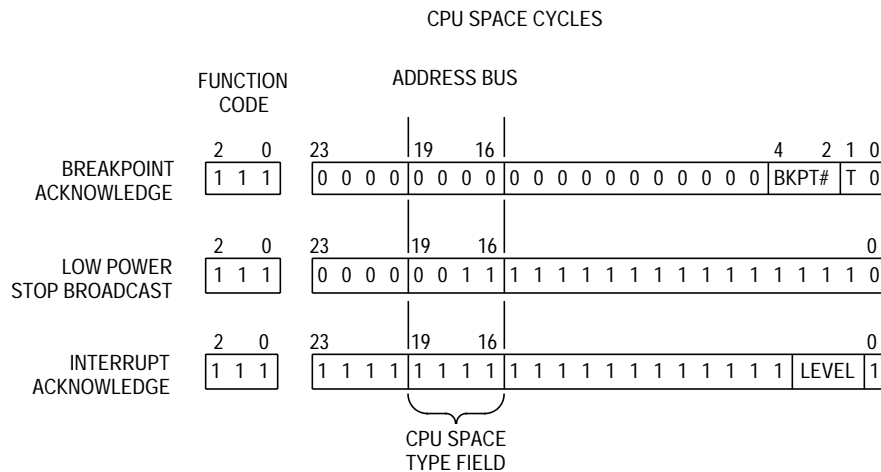 CPU SPACE CYCLES
FUNCTION CODE
ADDRESS BUS
2 0 23 19 16 4 2 1 0
BREAKPOINT ACKNOWLEDGE
1 1 1 0 0 0 0 0 0 0 0 0 0 0 0 0 0 0 0 0 0 0 BKPT# T 0
2 0 23 19 16 0
LOW POWER STOP BROADCAST
1 1 1 0 0 0 0 0 0 1 1 1 1 1 1 1 1 1 1 1 1 1 1 1 1 1 0
2 0 23 19 16 0
INTERRUPT ACKNOWLEDGE
1 1 1 1 1 1 1 1 1 1 1 1 1 1 1 1 1 1 1 1 1 1 1 LEVEL 1
CPU SPACE
TYPE FIELD